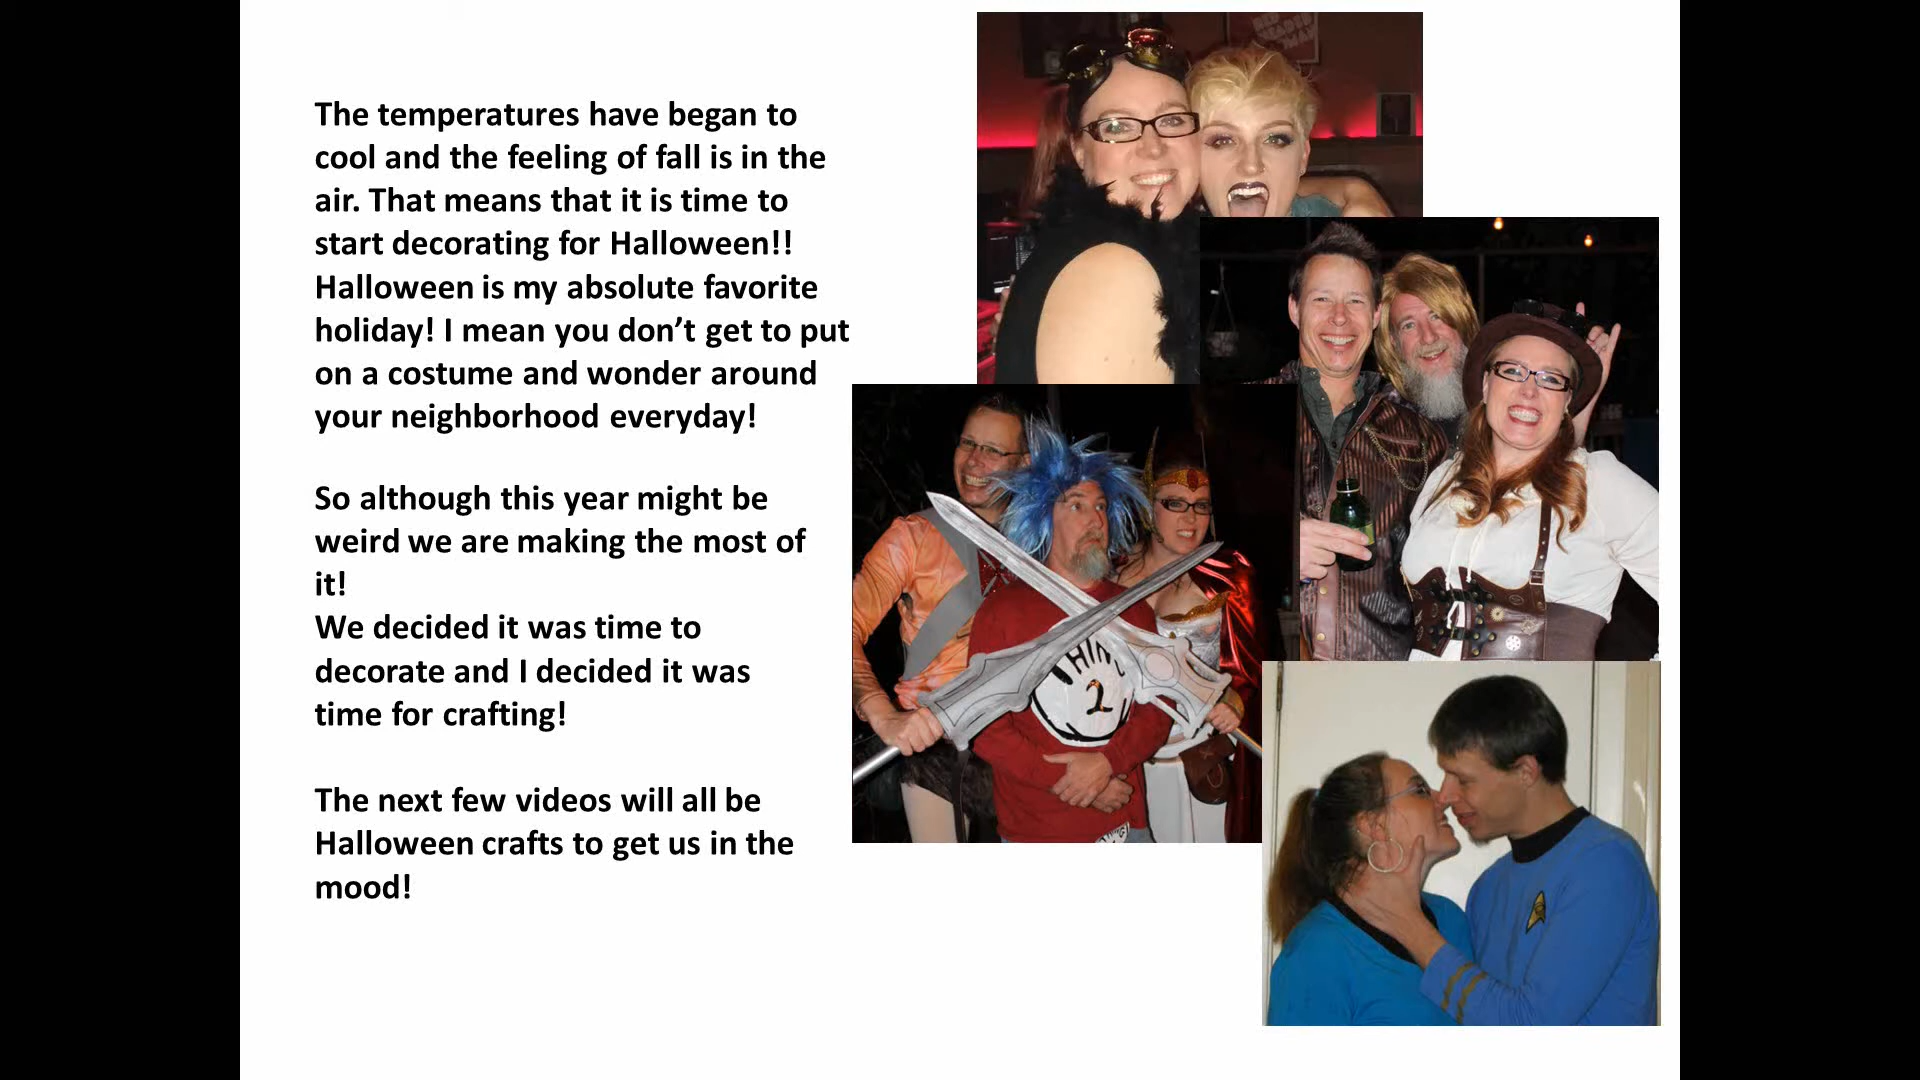 The temperatures have began to
cool and the feeling of fall is in the
air. That means that it is time to
start decorating for Halloween!!
Halloween is my absolute favorite
holiday! I mean you don’t get to put
on a costume and wonder around
your neighborhood everyday!
So although this year might be
weird we are making the most of
it!
We decided it was time to
decorate and I decided it was
time for crafting!
The next few videos will all be
Halloween crafts to get us in the
mood!
2